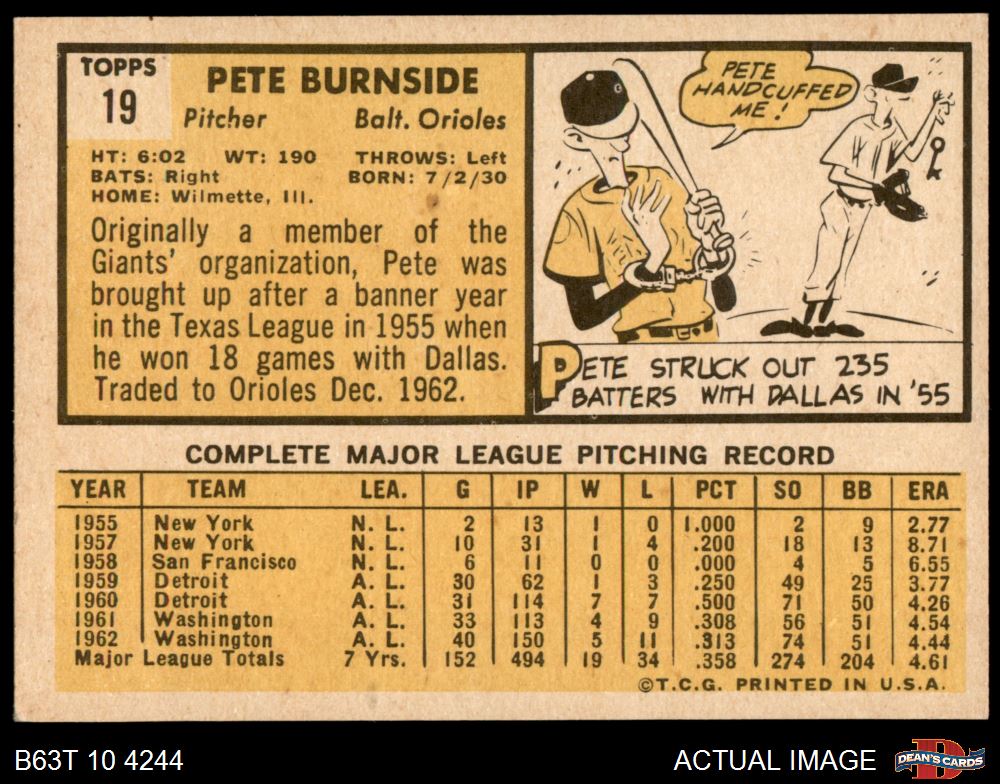 TOPPS
19
PETE BURNSIDE
Pitcher Balt. Orioles
HT: 6:02 WT: 190 THROWS: Left
BATS: Right BORN: 7/2/30
HOME: Wilmette, Ill.
Originally a member of the
Giants' organization, Pete was
brought up after a banner year
in the Texas League in 1955 when
he won 18 games with Dallas.
Traded to Orioles Dec. 1962.
PETE
HANDCUFFED
ME!
PETE STRUCK OUT 235
BATTERS WITH DALLAS IN '55
COMPLETE MAJOR LEAGUE PITCHING RECORD
YEAR TEAM LEA. G IP W L PCT SO BB ERA
1955 New York N. L. 2 13 1 0 1.000 2 9 2.77
1957 New York N. L. 10 31 1 4 .200 18 13 8.71
1958 San Francisco N. L. 6 11 0 0 .000 4 5 6.55
1959 Detroit A. L. 30 62 1 3 .250 49 25 3.77
1960 Detroit A. L. 31 114 7 7 .500 71 50 4.26
1961 Washington A. L. 33 113 4 9 .308 56 51 4.54
1962 Washington A. L. 40 150 5 11 .313 74 51 4.44
Major League Totals 7 Yrs. 152 494 19 34 .358 274 204 4.61
©T.C.G. PRINTED IN U.S.A.
B63T 10 4244 ACTUAL IMAGE DEAN'S CARDS